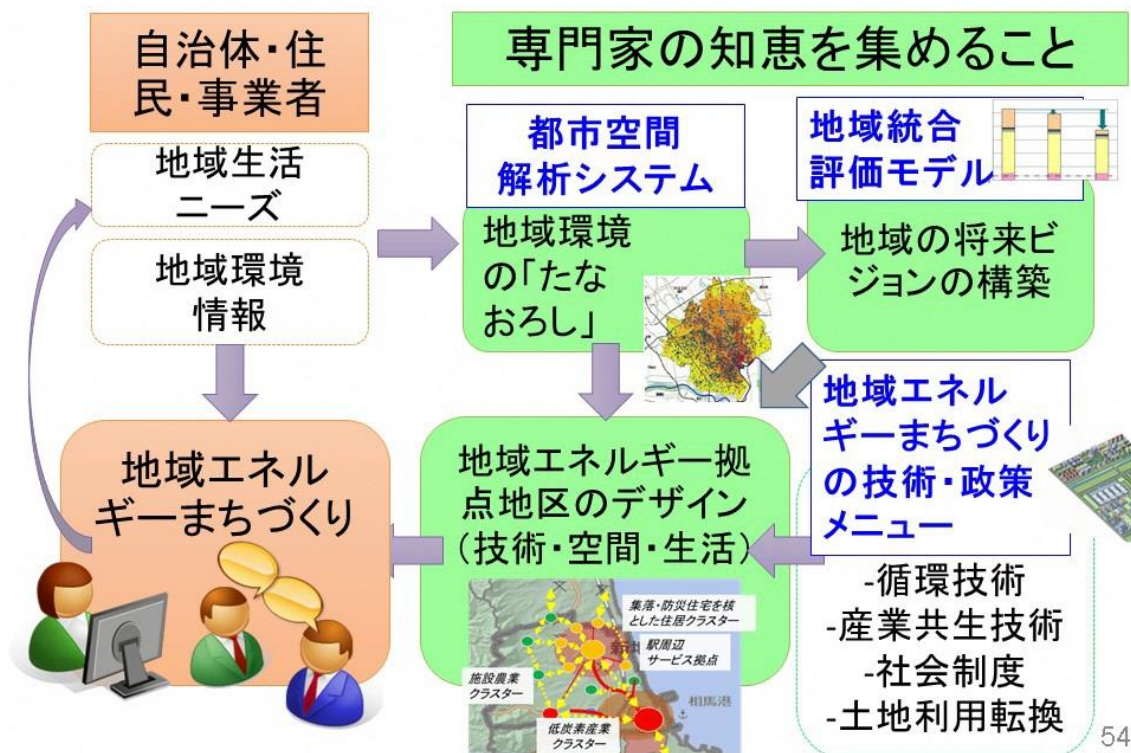 自治体・住
民・事業者
専門家の知恵を集めること
地域生活
ニーズ
地域環境
情報
都市空間
解析システム
地域環境
の「たな
おろし」
地域統合
評価モデル
地域の将来ビ
ジョンの構築
地域エネル
ギーまちづくり
地域エネルギー拠
点地区のデザイン
(技術・空間・生活)
集落・防災住宅を核
とした住居クラスター
駅周辺
サービス拠点
施設農業
クラスター
低炭素産業
クラスター
相馬港
地域エネル
ギーまちづくり
の技術・政策
メニュー
-循環技術
-産業共生技術
-社会制度
-土地利用転換
54